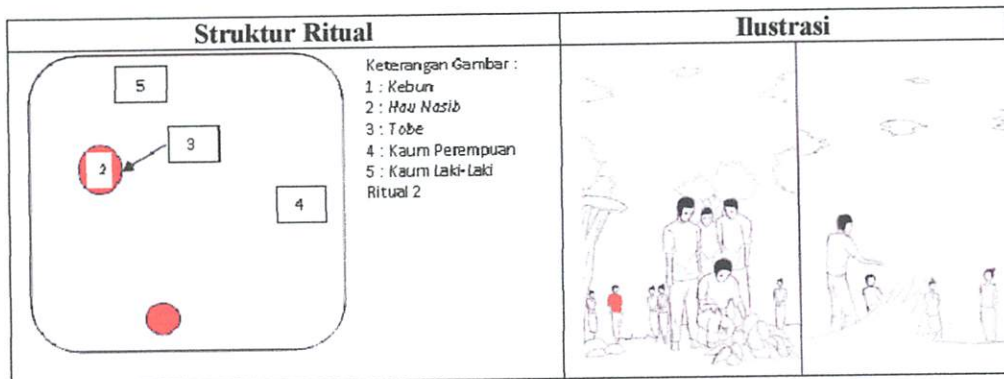 Struktur Ritual
Ilustrasi
5
3
2
4
Keterangan Gambar :
1 : Kebun
2 : Hau Nasib
3 : Tobe
4 : Kaum Perempuan
5 : Kaum Laki-Laki
Ritual 2